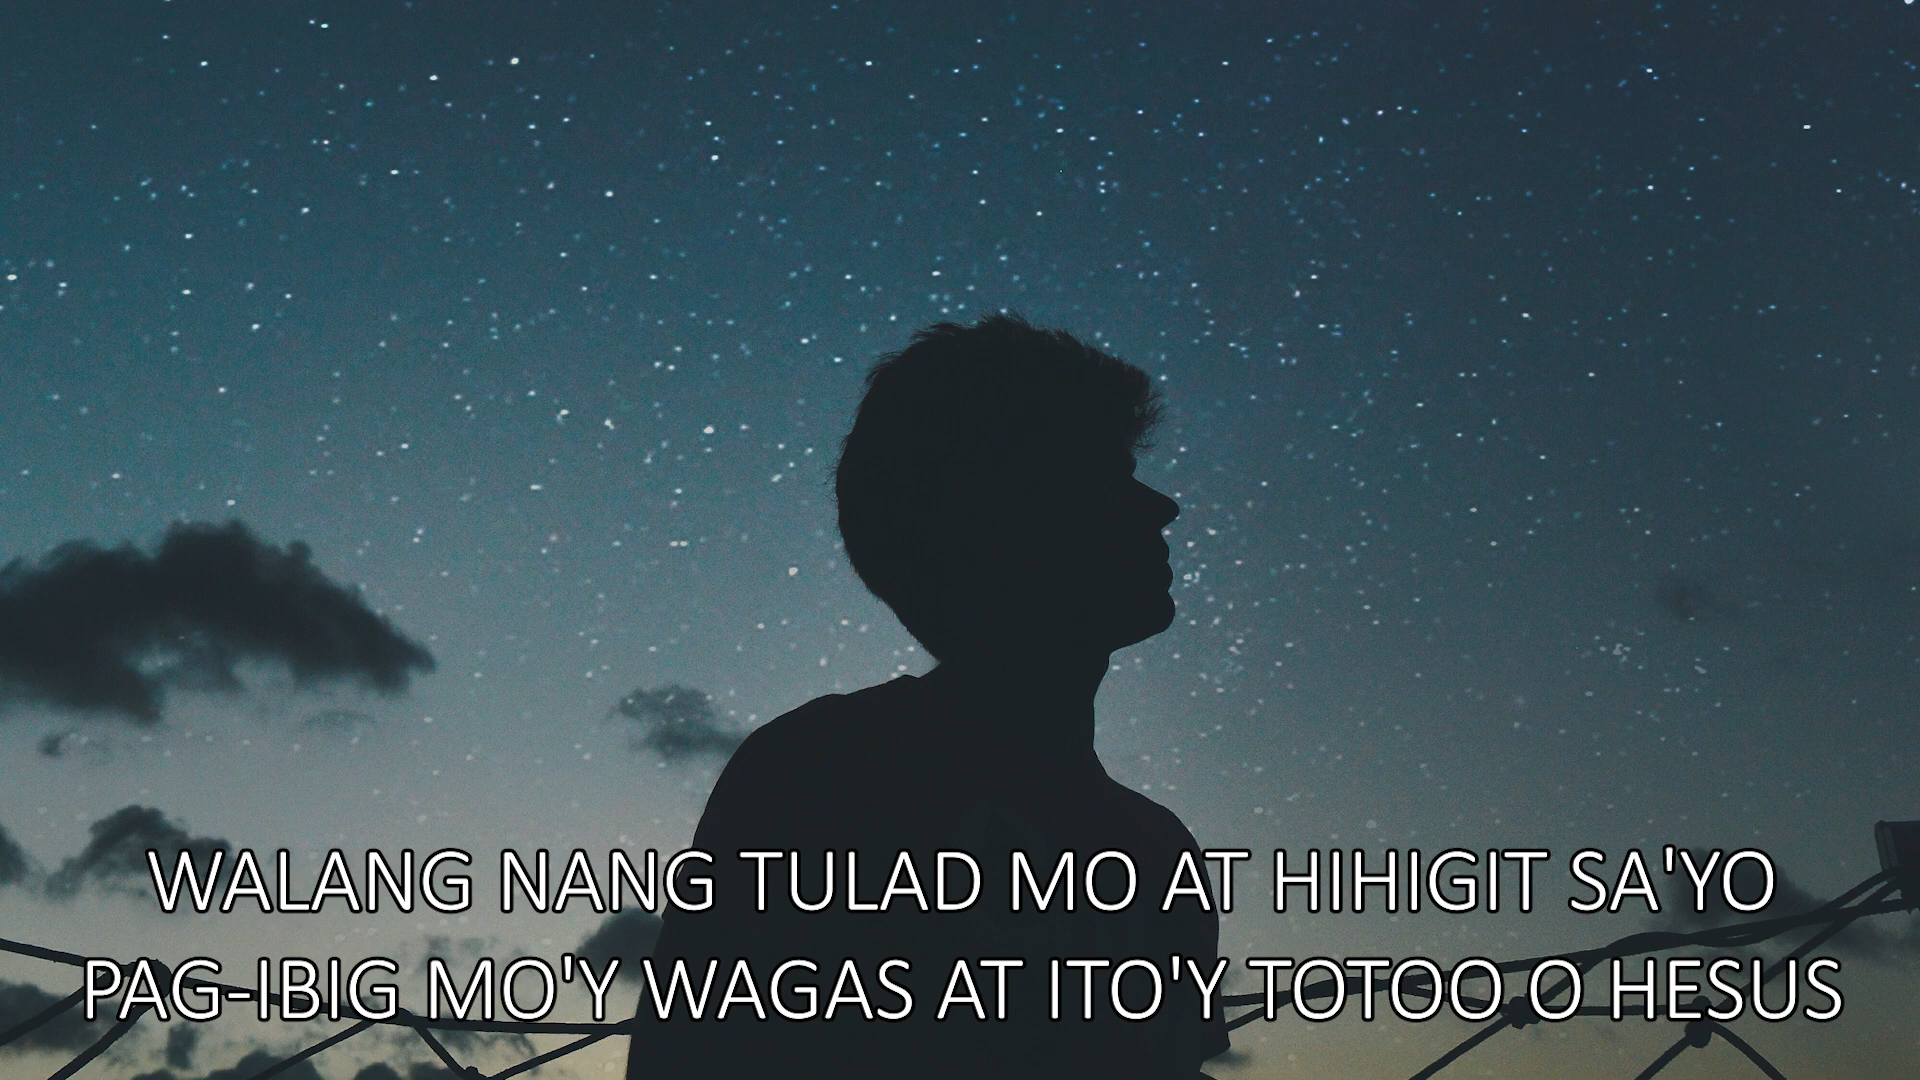 WALANG NANG TULAD MO AT HIHIGIT SA'YO
PAG-IBIG MO'Y WAGAS AT ITO'Y TOTOO O HESUS